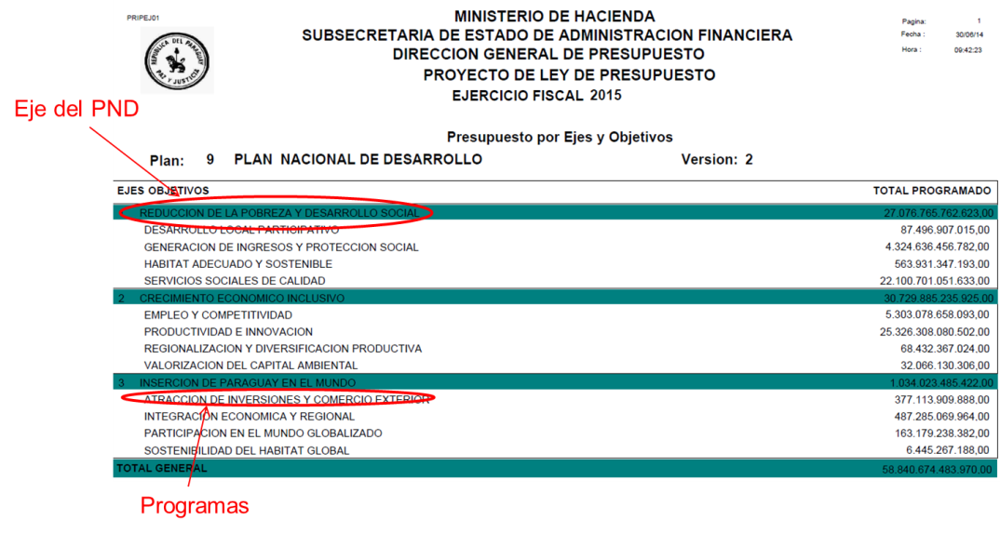 PRIPEJ01
MINISTERIO DE HACIENDA
SUBSECRETARIA DE ESTADO DE ADMINISTRACION FINANCIERA
DIRECCION GENERAL DE PRESUPUESTO
PROYECTO DE LEY DE PRESUPUESTO
EJERCICIO FISCAL 2015
Pagina: 1
Fecha : 30/06/14
Hora : 09:42:23
REPUBLICA DEL PARAGUAY
PAZ Y JUSTICIA
Eje del PND
Presupuesto por Ejes y Objetivos
Plan: 9 PLAN NACIONAL DE DESARROLLO Version: 2
EJES OBJETIVOS TOTAL PROGRAMADO
REDUCCION DE LA POBREZA Y DESARROLLO SOCIAL 27.076.765.762.623,00
DESARROLLO LOCAL PARTICIPATIVO 87.496.907.015,00
GENERACION DE INGRESOS Y PROTECCION SOCIAL 4.324.636.456.782,00
HABITAT ADECUADO Y SOSTENIBLE 563.931.347.193,00
SERVICIOS SOCIALES DE CALIDAD 22.100.701.051.633,00
2 CRECIMIENTO ECONOMICO INCLUSIVO 30.729.885.235.925,00
EMPLEO Y COMPETITIVIDAD 5.303.078.658.093,00
PRODUCTIVIDAD E INNOVACION 25.326.308.080.502,00
REGIONALIZACION Y DIVERSIFICACION PRODUCTIVA 68.432.367.024,00
VALORIZACION DEL CAPITAL AMBIENTAL 32.066.130.306,00
3 INSERCION DE PARAGUAY EN EL MUNDO 1.034.023.485.422,00
ATRACCION DE INVERSIONES Y COMERCIO EXTERIOR 377.113.909.888,00
INTEGRACION ECONOMICA Y REGIONAL 487.285.069.964,00
PARTICIPACION EN EL MUNDO GLOBALIZADO 163.179.238.382,00
SOSTENIBILIDAD DEL HABITAT GLOBAL 6.445.267.188,00
TOTAL GENERAL 58.840.674.483.970,00
Programas